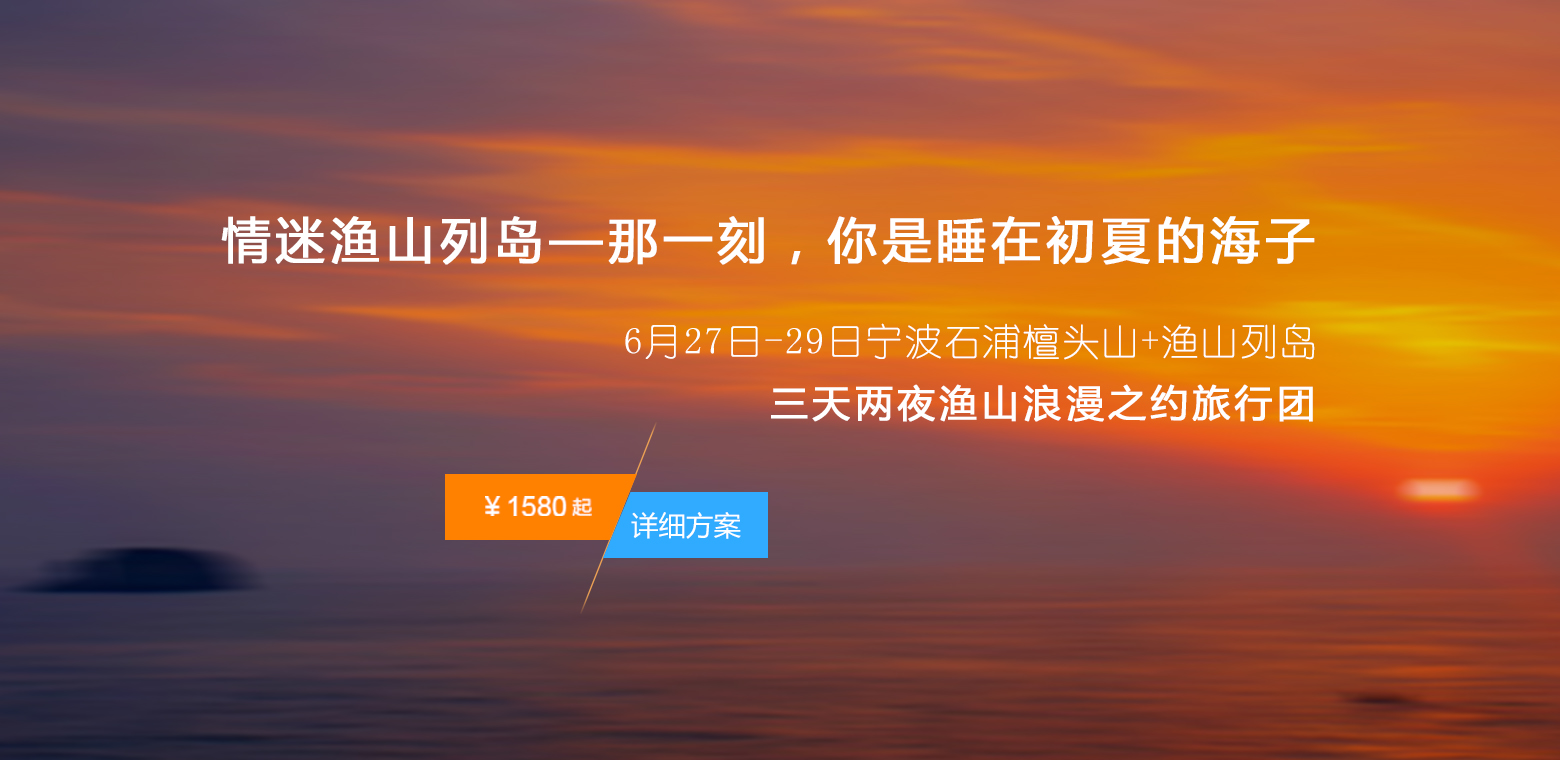 情迷渔山列岛—那一刻，你是睡在初夏的海子
6月27日-29日宁波石浦檀头山+渔山列岛
三天两夜渔山浪漫之约旅行团
¥ 1580 起
详细方案